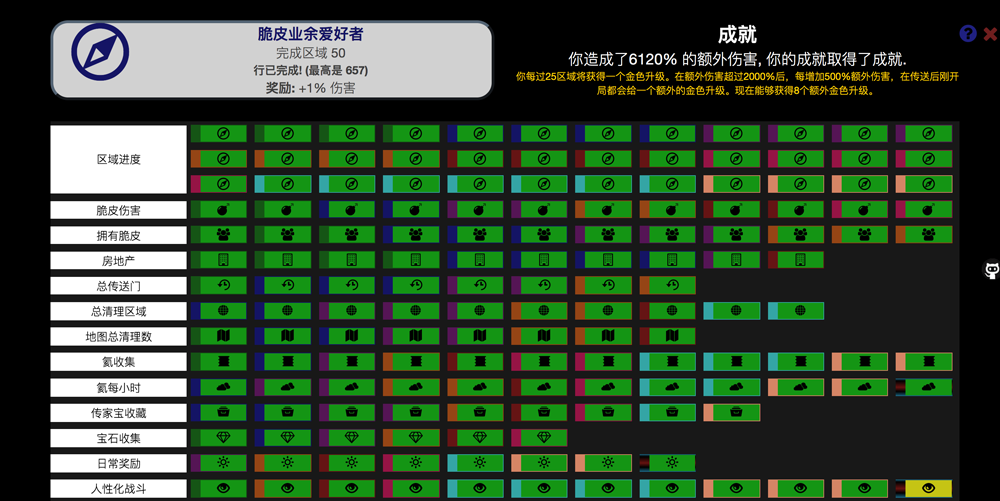 脆皮业余爱好者
完成区域 50
行已完成! (最高是 657)
奖励: +1% 伤害
成就
你造成了6120% 的额外伤害, 你的成就取得了成就.
你每过25区域将获得一个金色升级。在额外伤害超过2000%后，每增加500%额外伤害，在传送后刚开
局都会给一个额外的金色升级。现在能够获得8个额外金色升级。
?
区域进度
脆皮伤害
拥有脆皮
房地产
总传送门
总清理区域
地图总清理数
氦收集
氦每小时
传家宝收藏
宝石收集
日常奖励
人性化战斗